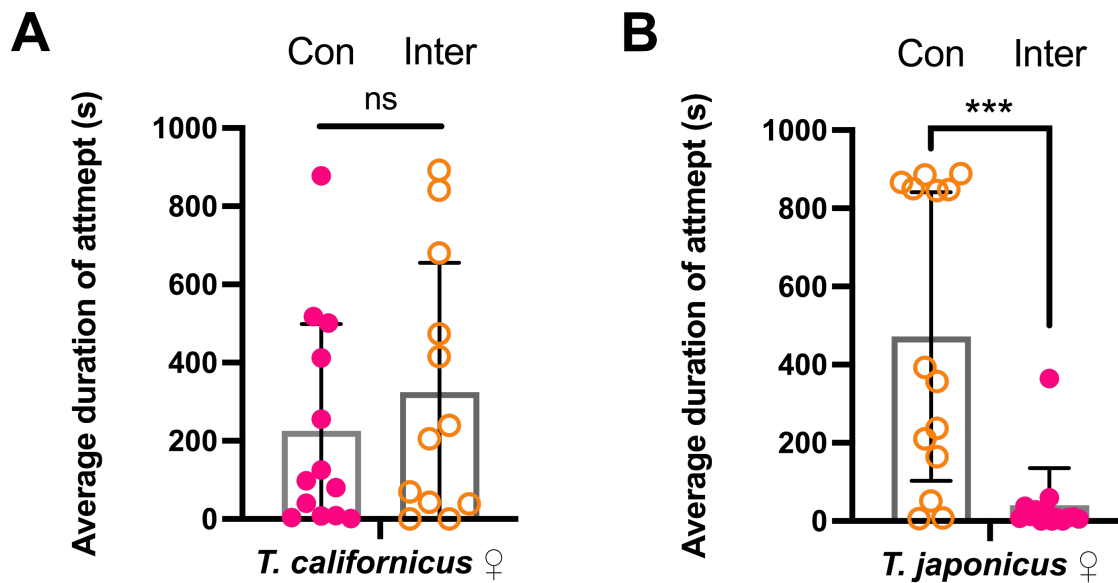 A
Con Inter
ns
Average duration of attmept (s)
1000
800
600
400
200
0
T. californicus ♀
B
Con Inter
***
Average duration of attmept (s)
1000
800
600
400
200
0
T. japonicus ♀